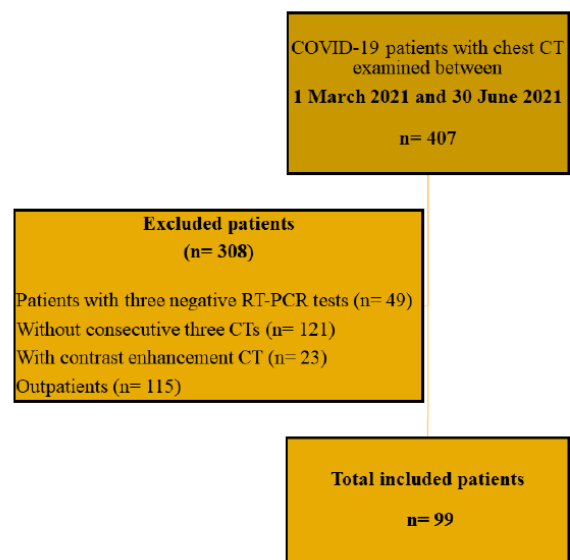 COVID-19 patients with chest CT
examined between
1 March 2021 and 30 June 2021
n= 407
Excluded patients
(n= 308)
Patients with three negative RT-PCR tests (n= 49)
Without consecutive three CTs (n= 121)
With contrast enhancement CT (n= 23)
Outpatients (n= 115)
Total included patients
n= 99